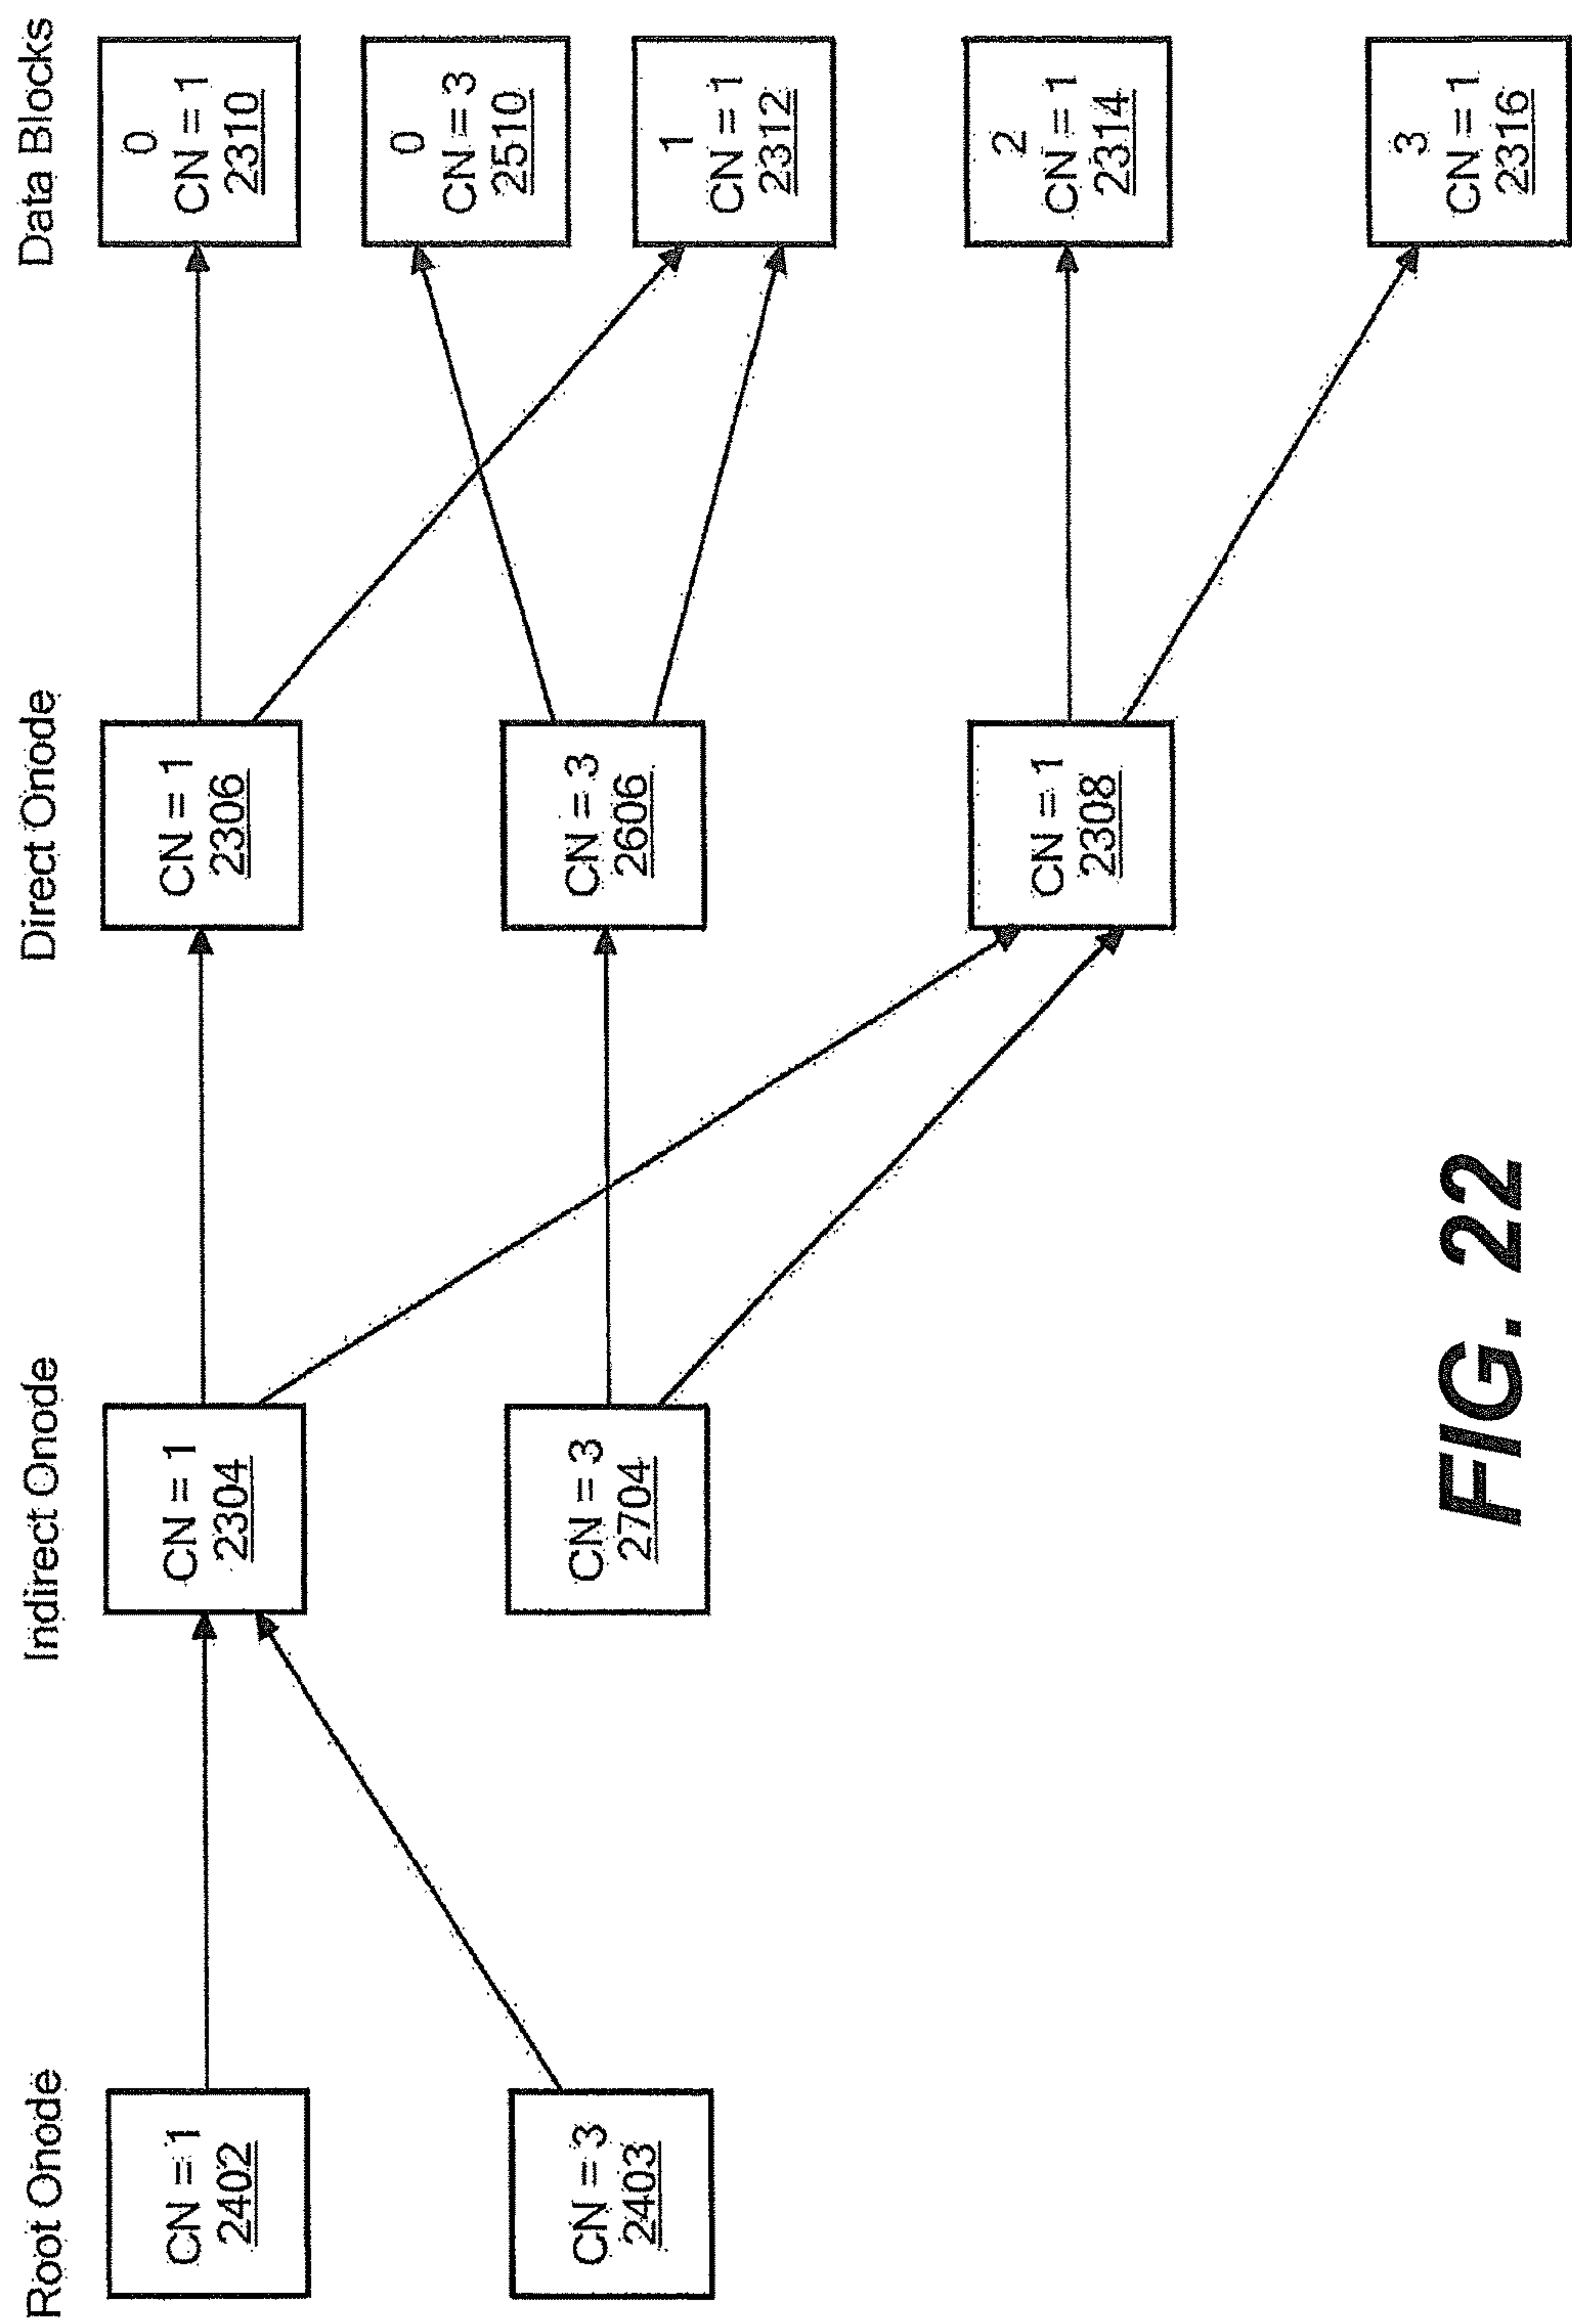 Root Onode
Indirect Onode
Direct Onode
Data Blocks
CN = 1
2402
CN = 3
2403
CN = 1
2304
CN = 3
2704
CN = 1
2306
CN = 3
2606
CN = 1
2308
0
CN = 1
2310
0
CN = 3
2510
1
CN = 1
2312
2
CN = 1
2314
3
CN = 1
2316
FIG. 22